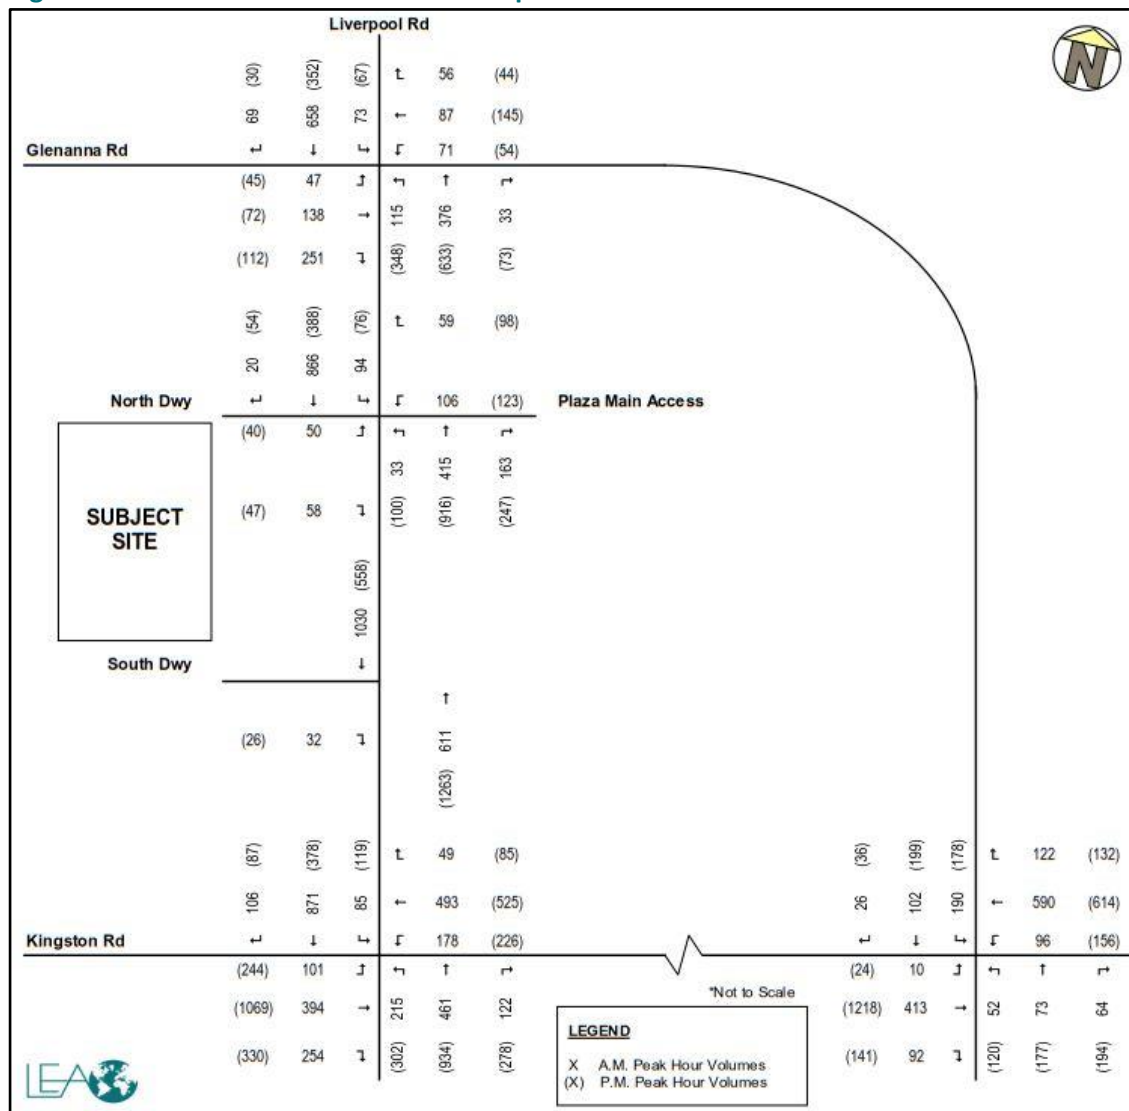 Liverpool Rd
N
(30) (352) (67) 56 (44)
69 658 73 87 (145)
Glenanna Rd 71 (54)
(45) 47
(72) 138 115 376 33
(112) 251 (348) (633) (73)
(54) (388) (76) 59 (98)
20 866 94
North Dwy 106 (123) Plaza Main Access
(40) 50
33 415 163
(47) 58 (100) (916) (247)
SUBJECT
SITE
(558)
1030
South Dwy
(26) 32 611
(1263)
(87) (378) (119) 49 (85) (36) (199) (178) 122 (132)
106 871 85 493 (525) 26 102 190 590 (614)
Kingston Rd 178 (226) 96 (156)
(244) 101 (24) 10
*Not to Scale
(1069) 394 215 461 122 (1218) 413 52 73 64
(330) 254 (302) (934) (278) (141) 92 (120) (177) (194)
LEGEND
X A.M. Peak Hour Volumes
(X) P.M. Peak Hour Volumes
LEA